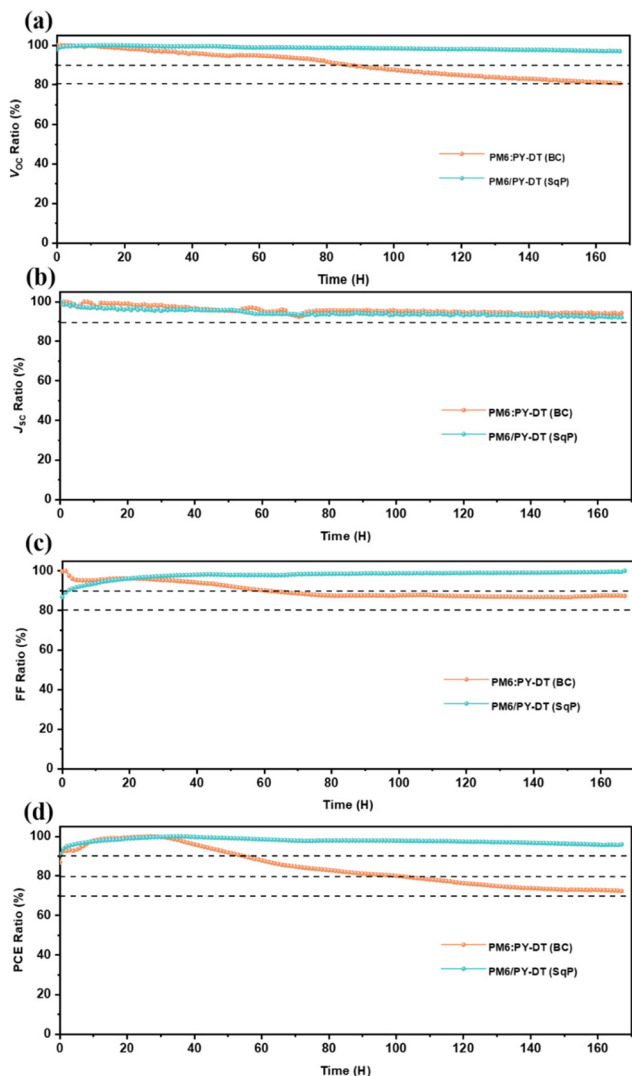 (a)
100
80
60
40
20
0
V_OC Ratio (%)
PM6:PY-DT (BC)
PM6/PY-DT (SqP)
0 20 40 60 80 100 120 140 160
Time (H)
(b)
100
80
60
40
20
0
J_SC Ratio (%)
PM6:PY-DT (BC)
PM6/PY-DT (SqP)
0 20 40 60 80 100 120 140 160
Time (H)
(c)
100
80
60
40
20
0
FF Ratio (%)
PM6:PY-DT (BC)
PM6/PY-DT (SqP)
0 20 40 60 80 100 120 140 160
Time (H)
(d)
100
80
60
40
20
0
PCE Ratio (%)
PM6:PY-DT (BC)
PM6/PY-DT (SqP)
0 20 40 60 80 100 120 140 160
Time (H)